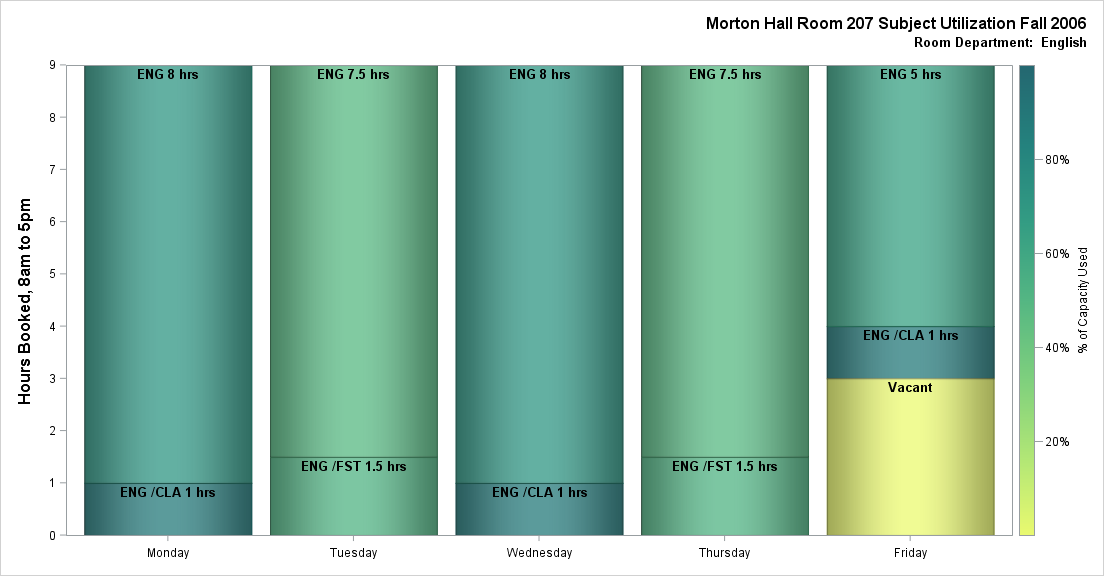 Morton Hall Room 207 Subject Utilization Fall 2006
Room Department: English
Hours Booked, 8am to 5pm
9
8
7
6
5
4
3
2
1
0
ENG 8 hrs
ENG /CLA 1 hrs
ENG 7.5 hrs
ENG /FST 1.5 hrs
ENG 8 hrs
ENG /CLA 1 hrs
ENG 7.5 hrs
ENG /FST 1.5 hrs
ENG 5 hrs
ENG /CLA 1 hrs
Vacant
Monday
Tuesday
Wednesday
Thursday
Friday
80%
60%
40%
20%
% of Capacity Used